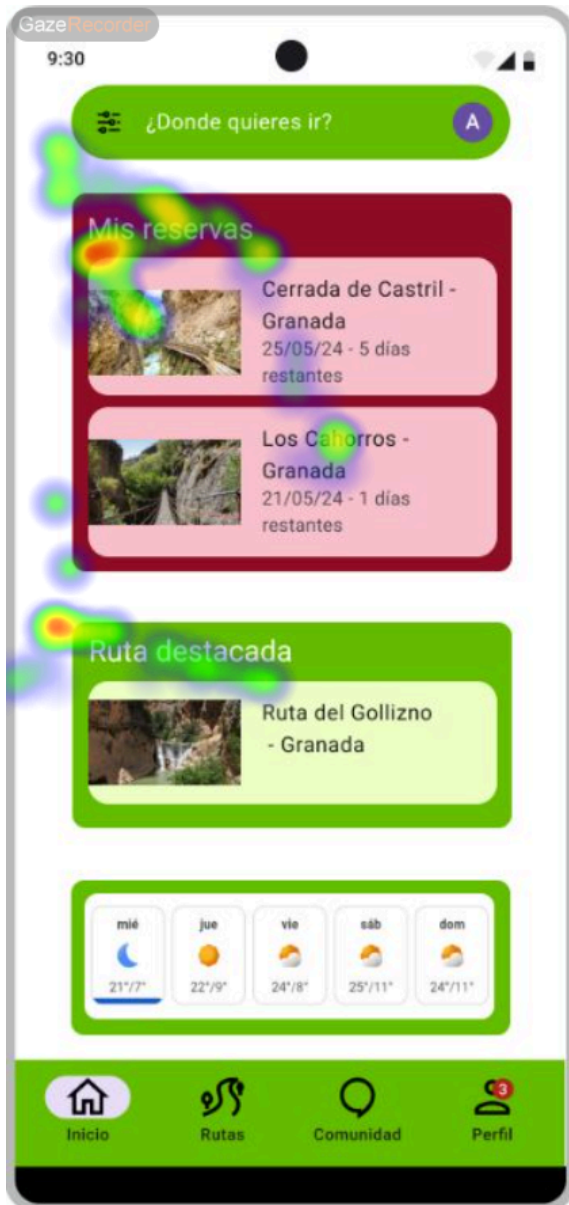 GazeRecorder
9:30
¿Donde quieres ir?
A
Mis reservas
Cerrada de Castril -
Granada
25/05/24 - 5 días
restantes
Los Cahorros -
Granada
21/05/24 - 1 días
restantes
Ruta destacada
Ruta del Gollizno
- Granada
mié jue vie sáb dom
21°/7° 22°/9° 24°/8° 25°/11° 24°/11°
3
Inicio Rutas Comunidad Perfil